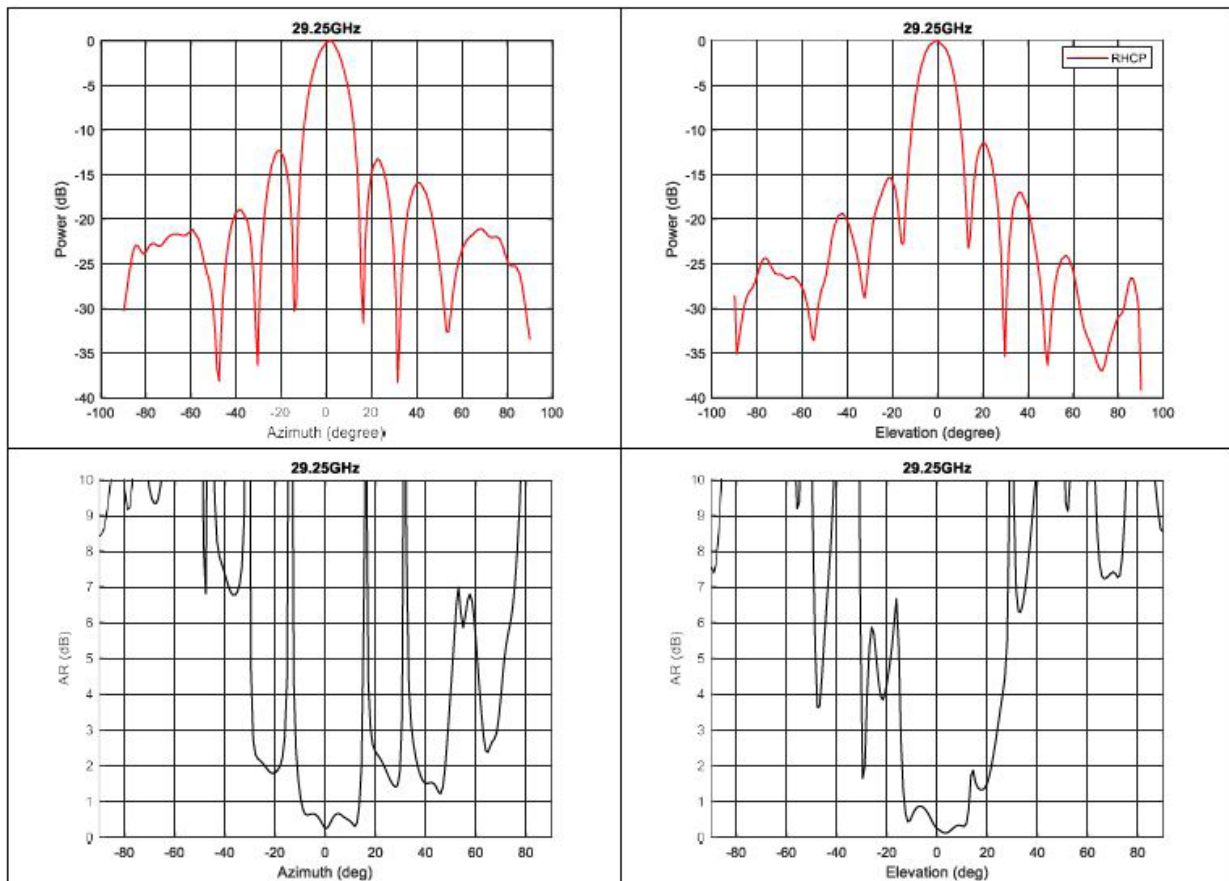 29.25GHz
0
-5
-10
-15
-20
-25
-30
-35
-40
Power (dB)
-100 -80 -60 -40 -20 0 20 40 60 80 100
Azimuth (degree)
29.25GHz
RHCP
0
-5
-10
-15
-20
-25
-30
-35
-40
Power (dB)
-100 -80 -60 -40 -20 0 20 40 60 80 100
Elevation (degree)
29.25GHz
10
9
8
7
6
5
4
3
2
1
0
AR (dB)
-80 -60 -40 -20 0 20 40 60 80
Azimuth (deg)
29.25GHz
10
9
8
7
6
5
4
3
2
1
0
AR (dB)
-80 -60 -40 -20 0 20 40 60 80
Elevation (deg)